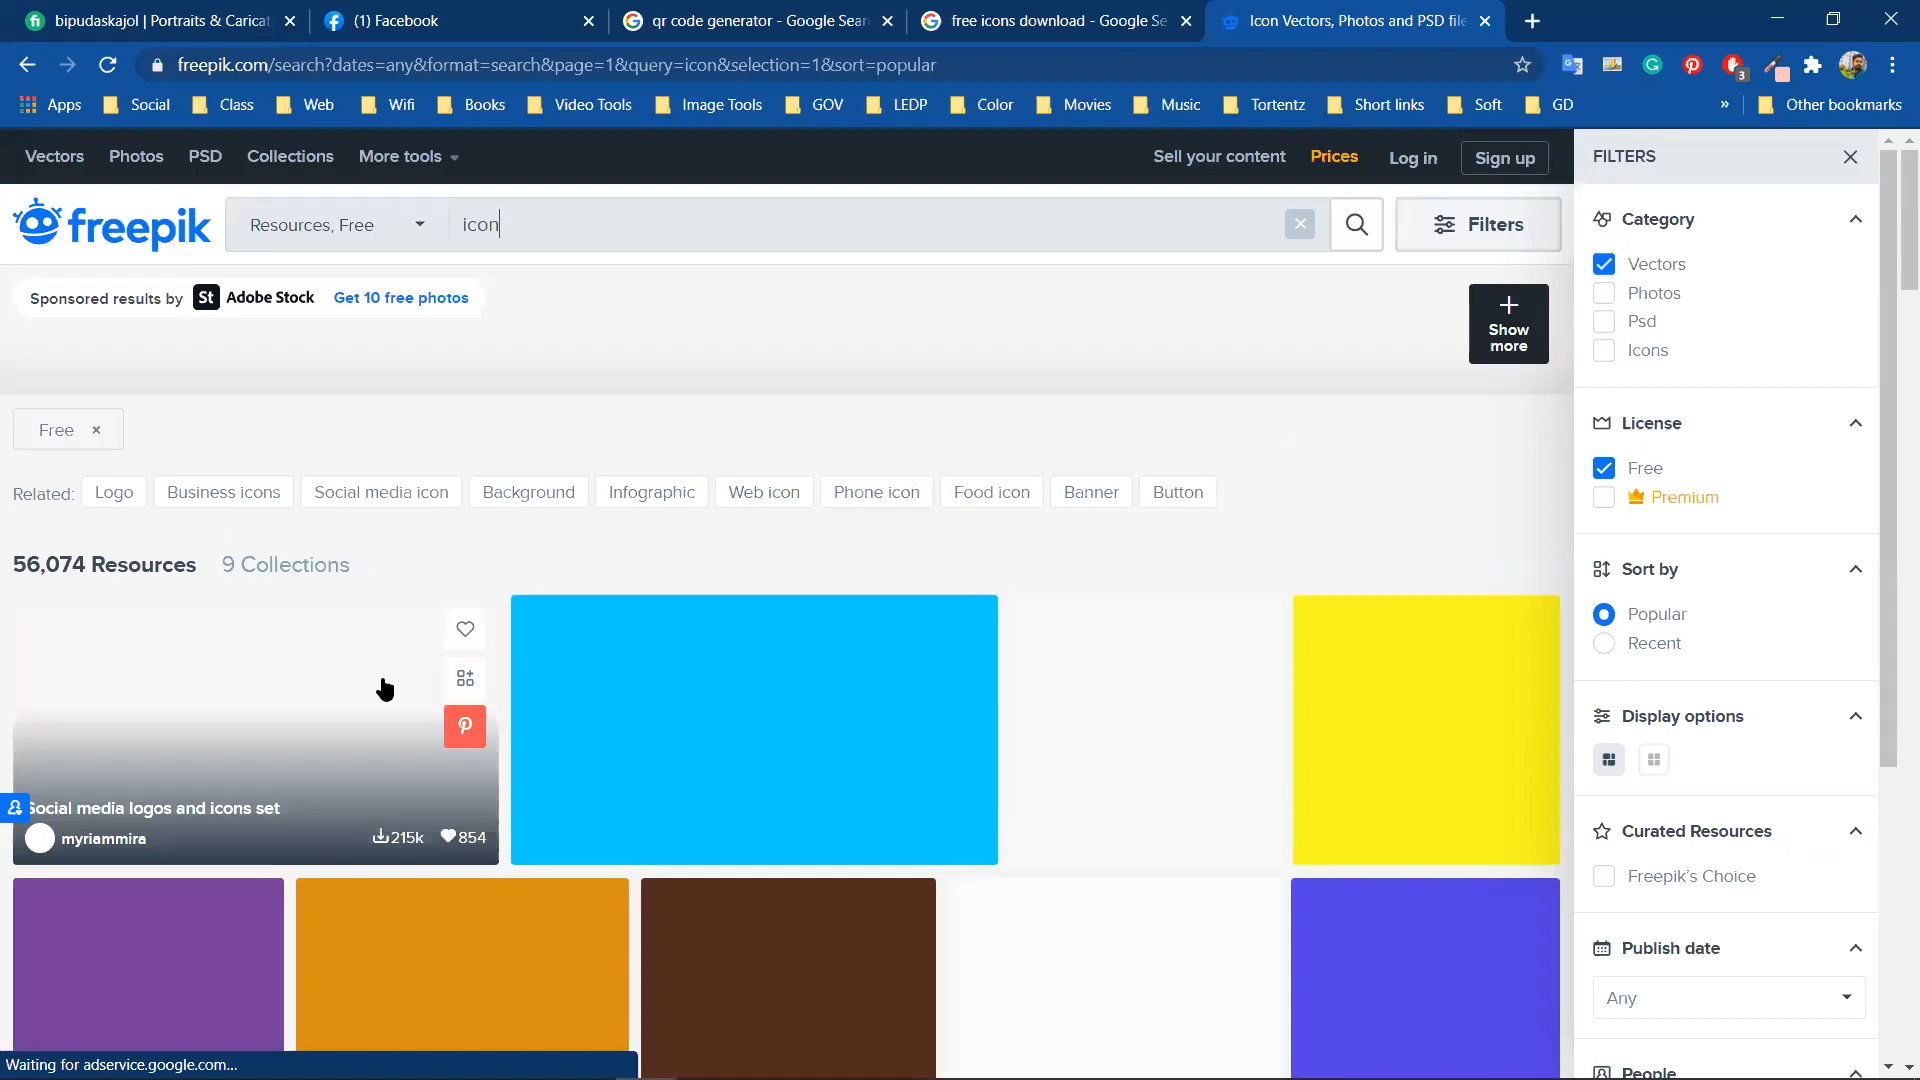 bipudaskajol | Portraits & Caricat
(1) Facebook
qr code generator - Google Sear
free icons download - Google Se
Icon Vectors, Photos and PSD file
freepik.com/search?dates=any&format=search&page=1&query=icon&selection=1&sort=popular
3
Apps Social Class Web Wifi Books Video Tools Image Tools GOV LEDP Color Movies Music Tortentz Short links Soft GD » Other bookmarks
Vectors Photos PSD Collections More tools Sell your content Prices Log in Sign up
FILTERS
freepik Resources, Free icon Filters
Sponsored results by St Adobe Stock Get 10 free photos
+ Show more
Free ×
Related: Logo Business icons Social media icon Background Infographic Web icon Phone icon Food icon Banner Button
56,074 Resources 9 Collections
Social media logos and icons set
myriammira 215k 854
Category
Vectors
Photos
Psd
Icons
License
Free
Premium
Sort by
Popular
Recent
Display options
Curated Resources
Freepik's Choice
Publish date
Any
People
Waiting for adservice.google.com...